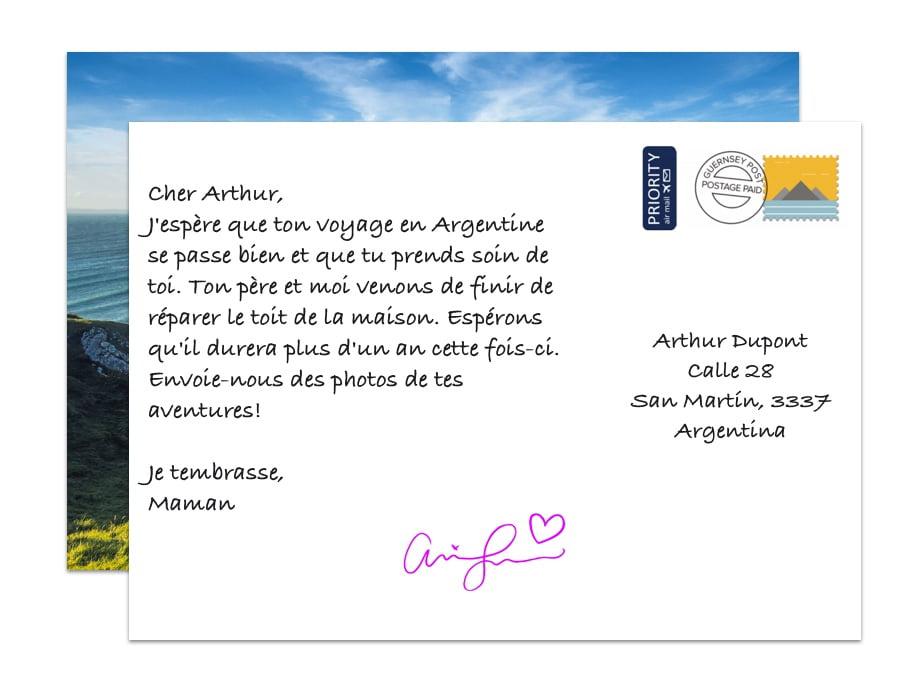 Cher Arthur,
J'espère que ton voyage en Argentine
se passe bien et que tu prends soin de
toi. Ton père et moi venons de finir de
réparer le toit de la maison. Espérons
qu'il durera plus d'un an cette fois-ci.
Envoie-nous des photos de tes
aventures!
Je tembrasse,
Maman
PRIORITY
air mail
GUERNSEY POST
POSTAGE PAID
Arthur Dupont
Calle 28
San Martín, 3337
Argentina